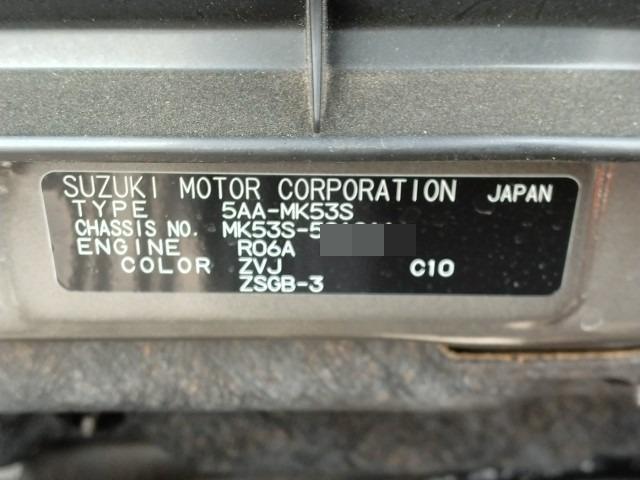 SUZUKI MOTOR CORPORATION JAPAN
TYPE 5AA-MK53S
CHASSIS NO. MK53S-
ENGINE R06A
COLOR ZVJ C10
ZSGB-3